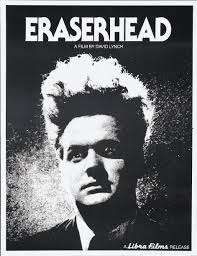 ERASERHEAD
A FILM BY DAVID LYNCH
A Libra Films RELEASE